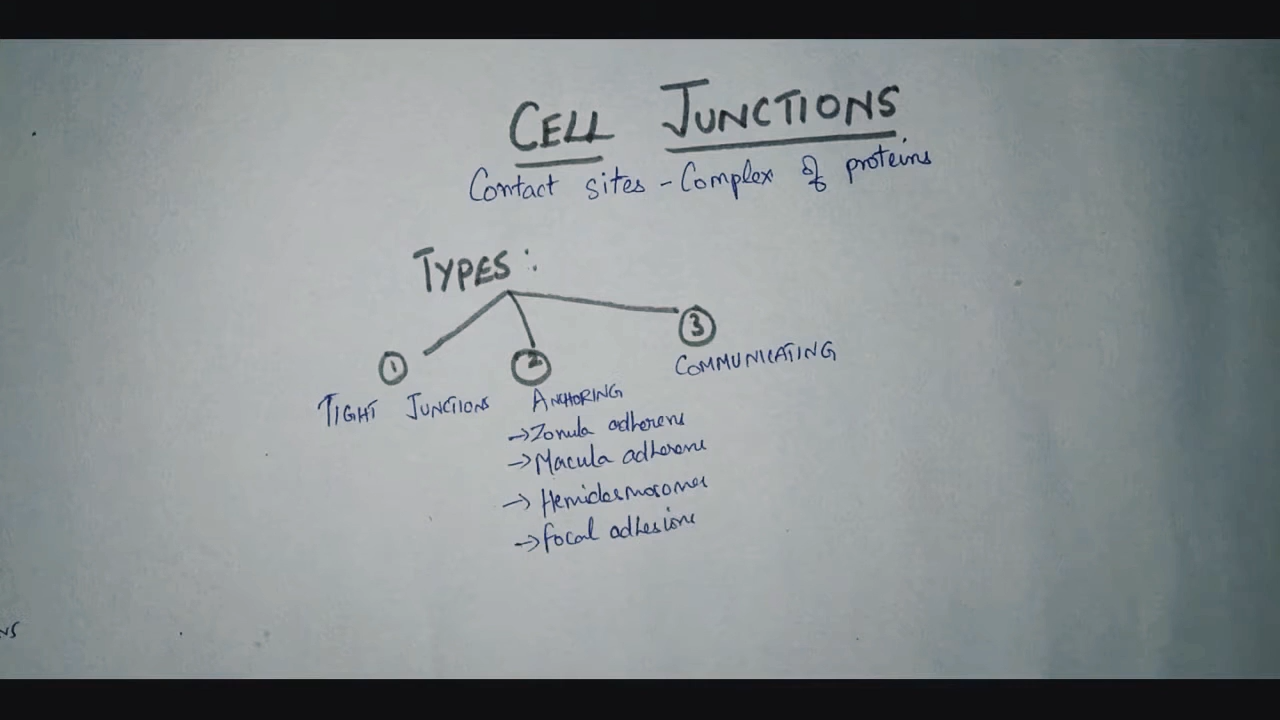 CELL JUNCTIONS
Contact sites - Complex of proteins
TYPES:
1
2
3
TIGHT JUNCTIONS
ANCHORING
COMMUNICATING
→Zonula adherens
→Macula adherens
→Hemidesmosomes
→focal adhesions
NS